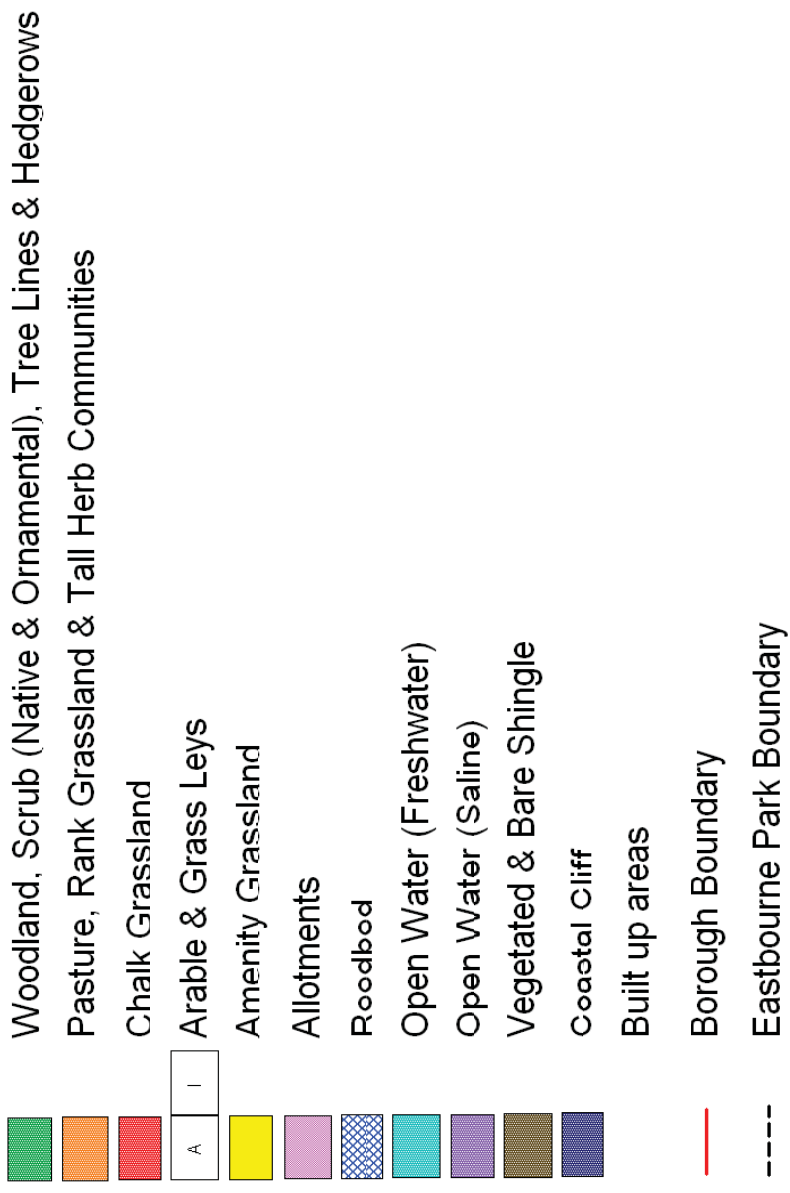 Woodland, Scrub (Native & Ornamental), Tree Lines & Hedgerows
Pasture, Rank Grassland & Tall Herb Communities
Chalk Grassland
A I Arable & Grass Leys
Amenity Grassland
Allotments
Reedbed
Open Water (Freshwater)
Open Water (Saline)
Vegetated & Bare Shingle
Coastal Cliff
Built up areas
Borough Boundary
Eastbourne Park Boundary